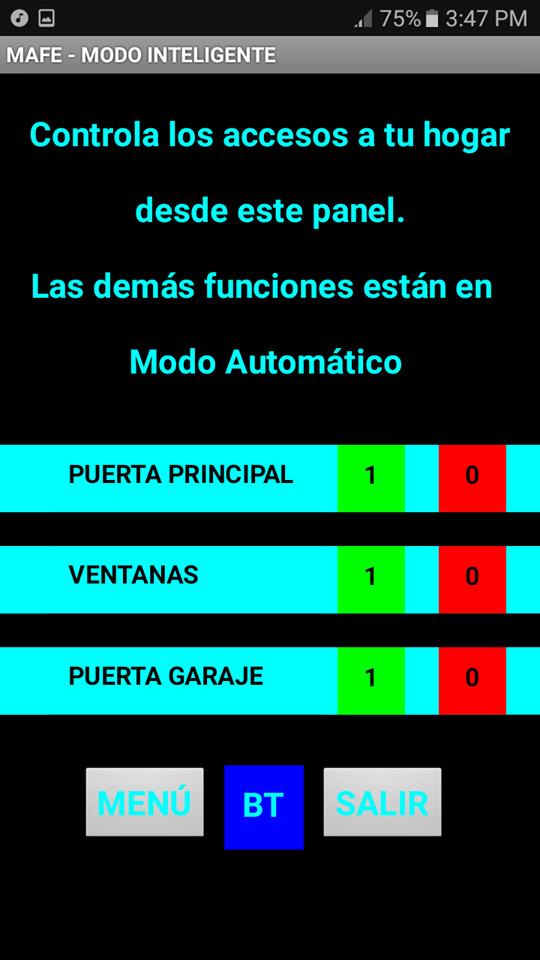 75% 3:47 PM
MAFE - MODO INTELIGENTE
Controla los accesos a tu hogar
desde este panel.
Las demás funciones están en
Modo Automático
PUERTA PRINCIPAL 1 0
VENTANAS 1 0
PUERTA GARAJE 1 0
MENÚ BT SALIR